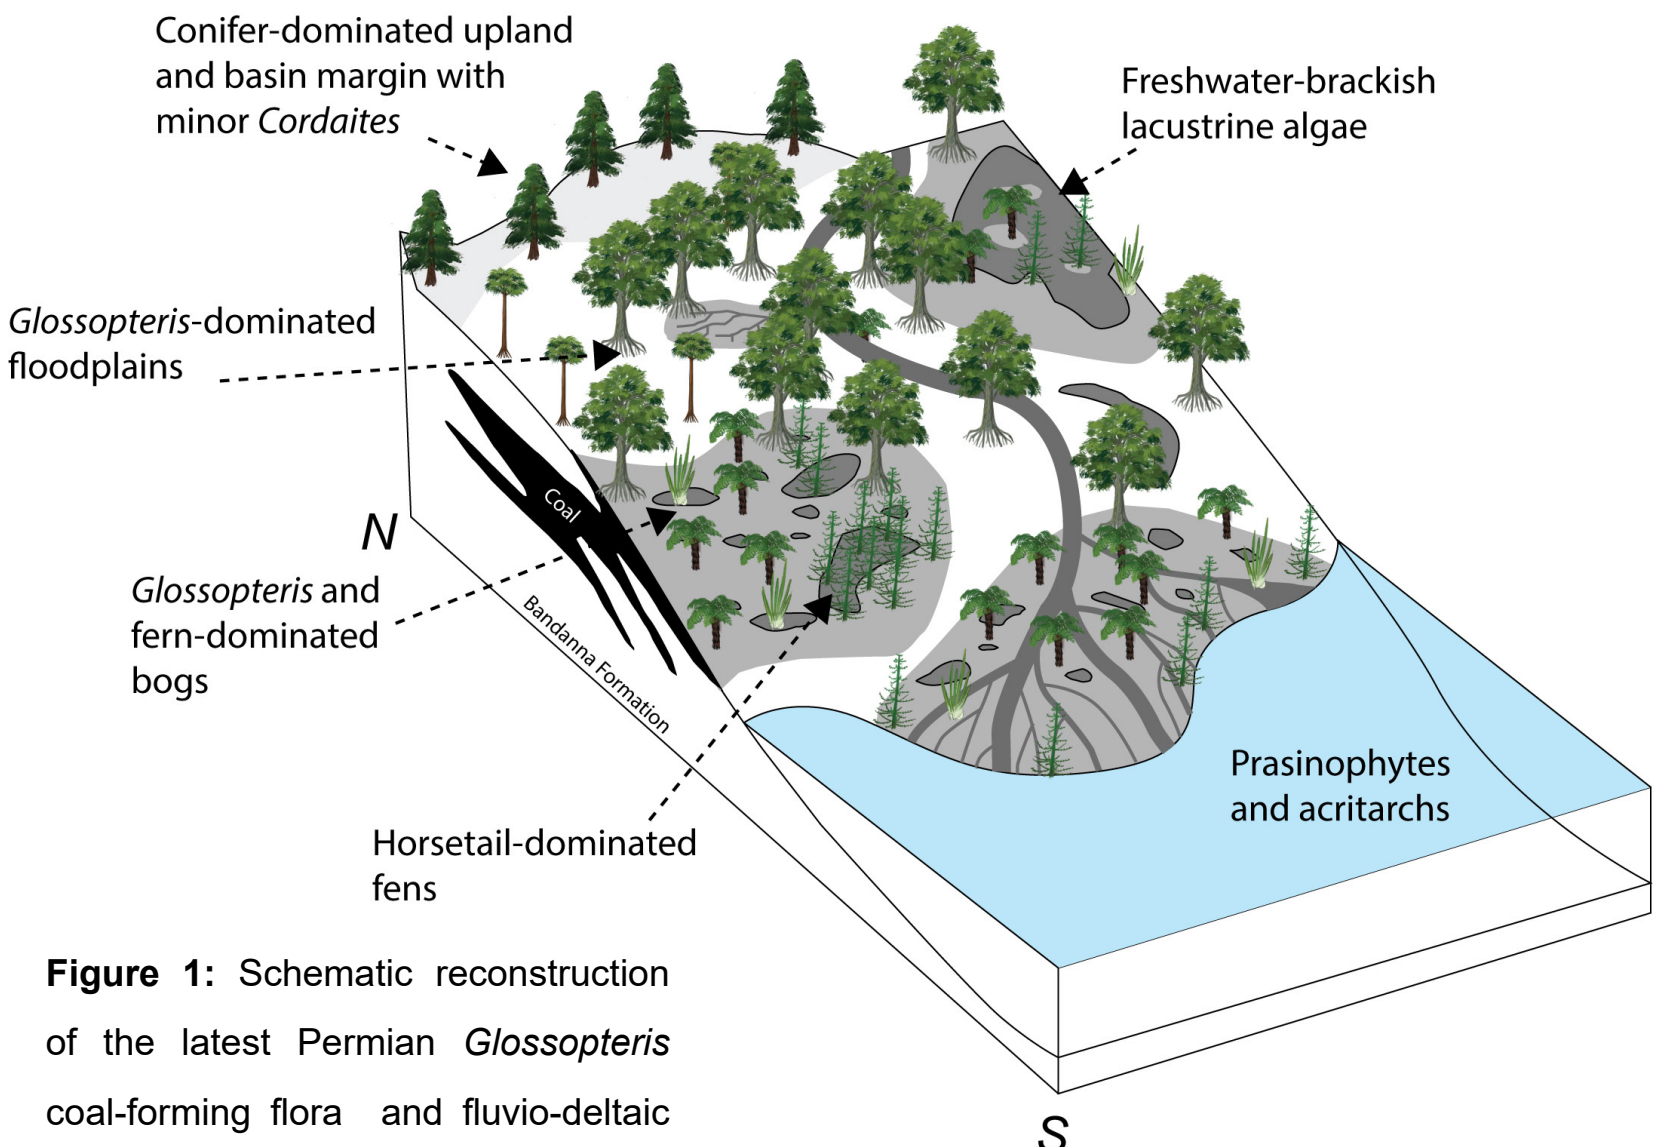 Conifer-dominated upland
and basin margin with
minor Cordaites
Freshwater-brackish
lacustrine algae
Glossopteris-dominated
floodplains
N
Coal
Glossopteris and
fern-dominated
bogs
Bandanna Formation
Prasinophytes
and acritarchs
Horsetail-dominated
fens
Figure 1: Schematic reconstruction
of the latest Permian Glossopteris
coal-forming flora and fluvio-deltaic
S